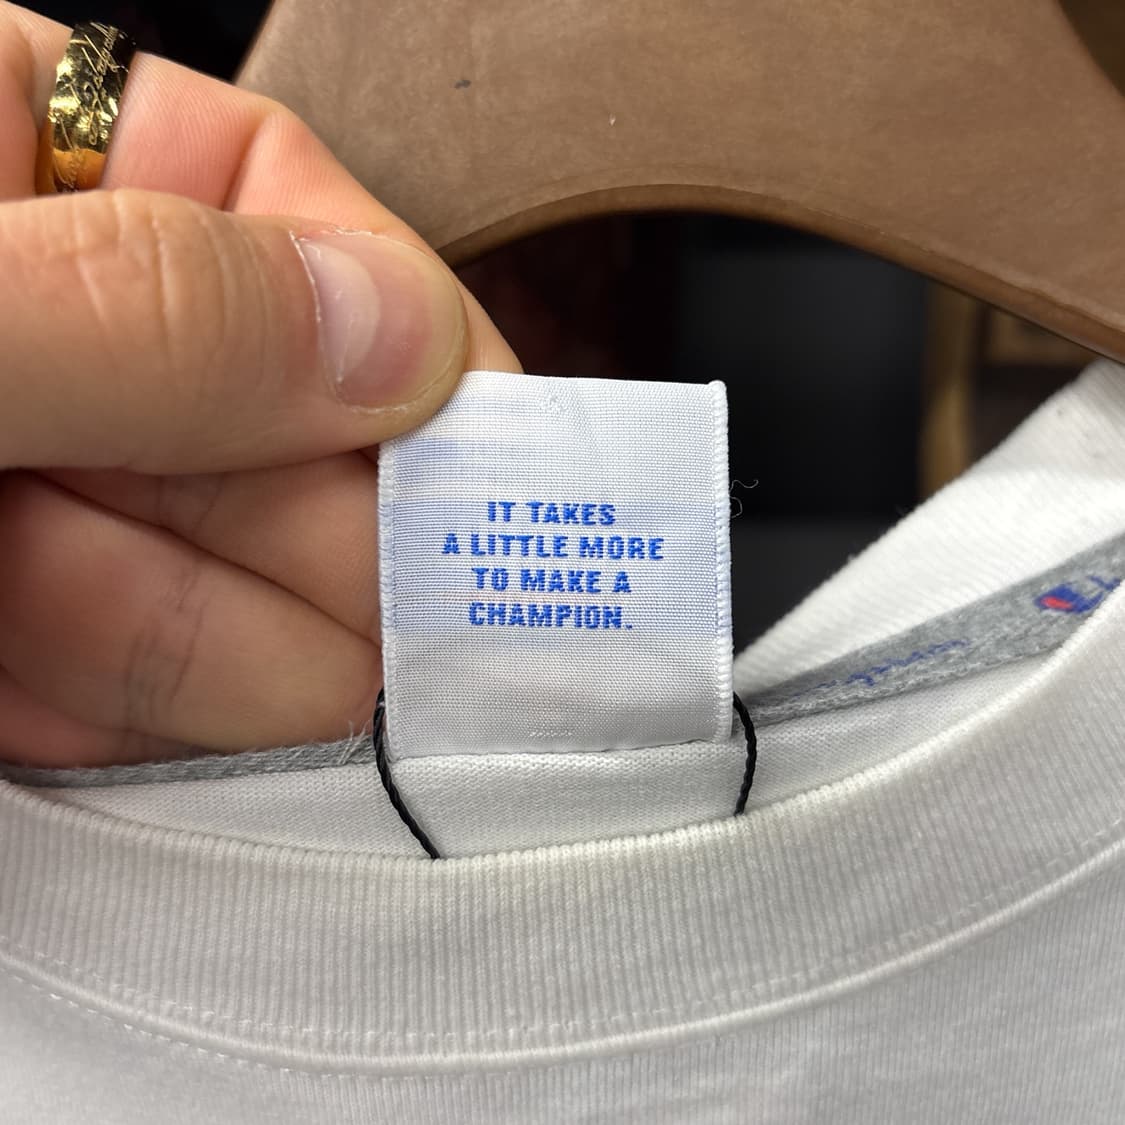 IT TAKES
A LITTLE MORE
TO MAKE A
CHAMPION.